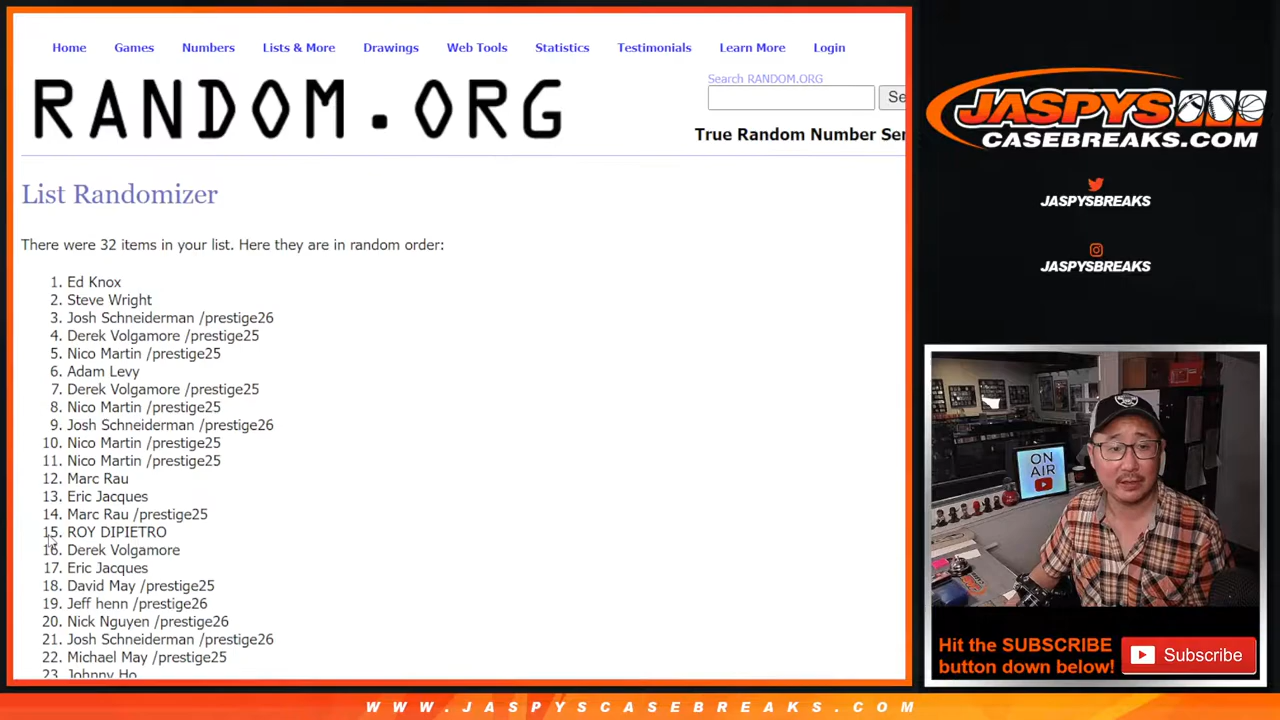 Home Games Numbers Lists & More Drawings Web Tools Statistics Testimonials Learn More Login
RANDOM.ORG
Search RANDOM.ORG
True Random Number Ser
List Randomizer
There were 32 items in your list. Here they are in random order:
1. Ed Knox
2. Steve Wright
3. Josh Schneiderman /prestige26
4. Derek Volgamore /prestige25
5. Nico Martin /prestige25
6. Adam Levy
7. Derek Volgamore /prestige25
8. Nico Martin /prestige25
9. Josh Schneiderman /prestige26
10. Nico Martin /prestige25
11. Nico Martin /prestige25
12. Marc Rau
13. Eric Jacques
14. Marc Rau /prestige25
15. ROY DIPIETRO
16. Derek Volgamore
17. Eric Jacques
18. David May /prestige25
19. Jeff henn /prestige26
20. Nick Nguyen /prestige26
21. Josh Schneiderman /prestige26
22. Michael May /prestige25
23. Johnny Ho
JASPYS
CASEBREAKS.COM
JASPYSBREAKS
JASPYSBREAKS
ON
AIR
Hit the SUBSCRIBE
button down below!
Subscribe
WWW.JASPYSCASEBREAKS.COM